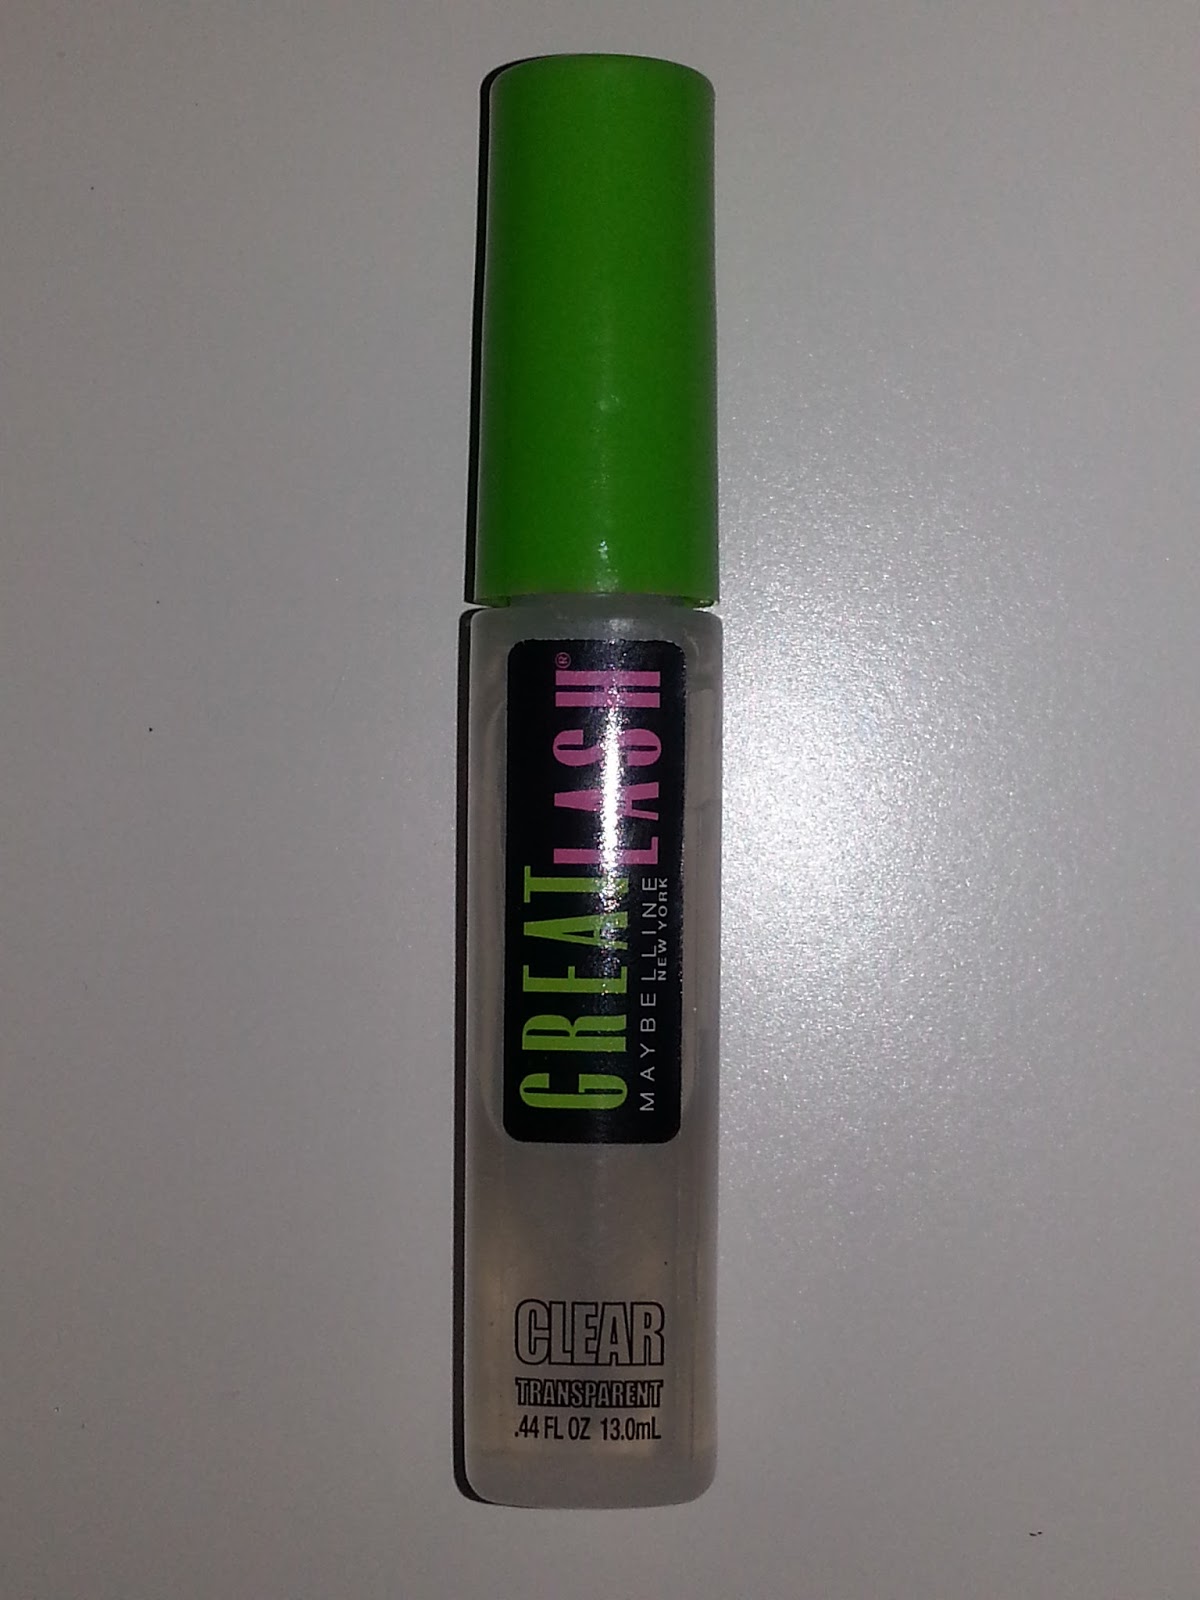 GREAT LASH®
MAYBELLINE
NEW YORK
CLEAR
TRANSPARENT
.44 FL OZ 13.0mL